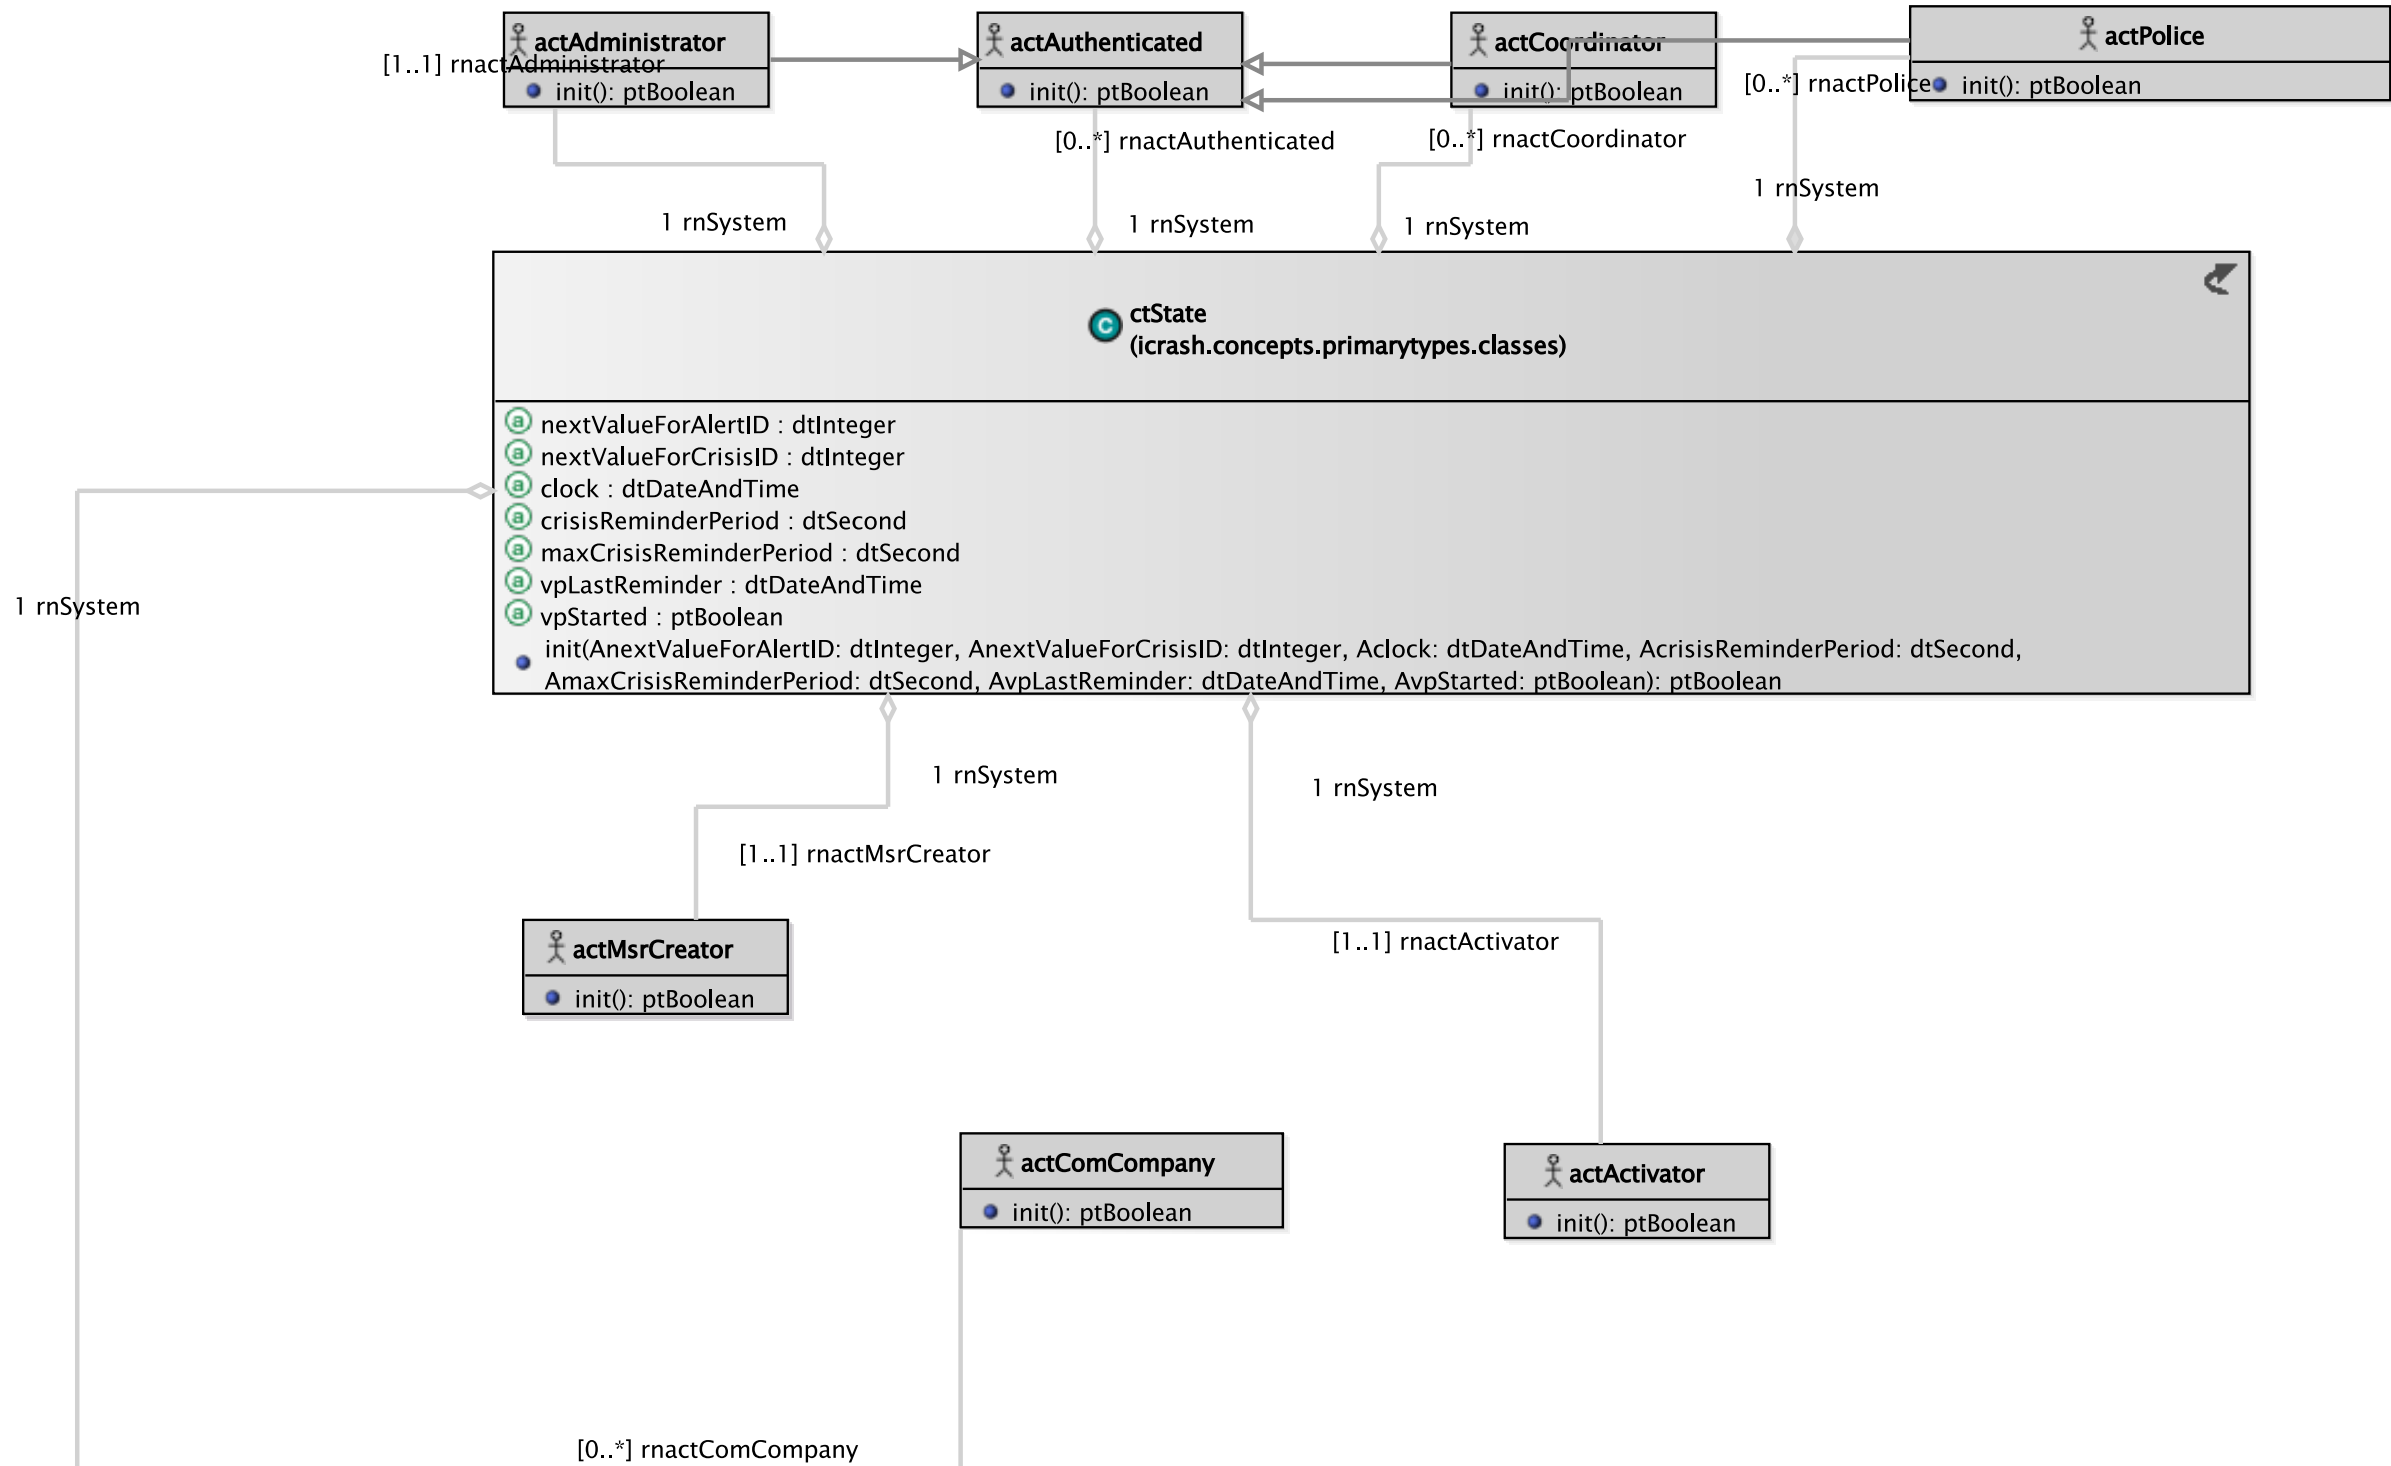 actAdministrator
init(): ptBoolean
[1..1] rnactAdministrator
actAuthenticated
init(): ptBoolean
actCoordinator
init(): ptBoolean
actPolice
init(): ptBoolean
[0..*] rnactPolice
[0..*] rnactAuthenticated
[0..*] rnactCoordinator
1 rnSystem
1 rnSystem
1 rnSystem
1 rnSystem
ctState
(icrash.concepts.primarytypes.classes)
nextValueForAlertID : dtInteger
nextValueForCrisisID : dtInteger
clock : dtDateAndTime
crisisReminderPeriod : dtSecond
maxCrisisReminderPeriod : dtSecond
vpLastReminder : dtDateAndTime
vpStarted : ptBoolean
init(AnextValueForAlertID: dtInteger, AnextValueForCrisisID: dtInteger, Aclock: dtDateAndTime, AcrisisReminderPeriod: dtSecond,
AmaxCrisisReminderPeriod: dtSecond, AvpLastReminder: dtDateAndTime, AvpStarted: ptBoolean): ptBoolean
1 rnSystem
1 rnSystem
1 rnSystem
[1..1] rnactMsrCreator
actMsrCreator
init(): ptBoolean
[1..1] rnactActivator
actComCompany
init(): ptBoolean
actActivator
init(): ptBoolean
[0..*] rnactComCompany